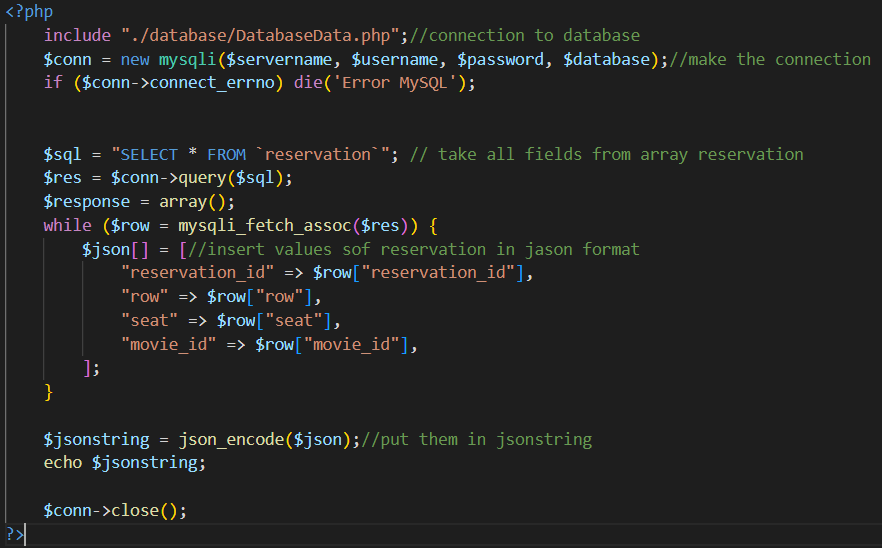 <?php
include "./database/DatabaseData.php";//connection to database
$conn = new mysqli($servername, $username, $password, $database);//make the connection
if ($conn->connect_errno) die('Error MySQL');
$sql = "SELECT * FROM `reservation`"; // take all fields from array reservation
$res = $conn->query($sql);
$response = array();
while ($row = mysqli_fetch_assoc($res)) {
$json[] = [//insert values sof reservation in jason format
"reservation_id" => $row["reservation_id"],
"row" => $row["row"],
"seat" => $row["seat"],
"movie_id" => $row["movie_id"],
];
}
$jsonstring = json_encode($json);//put them in jsonstring
echo $jsonstring;
$conn->close();
?>